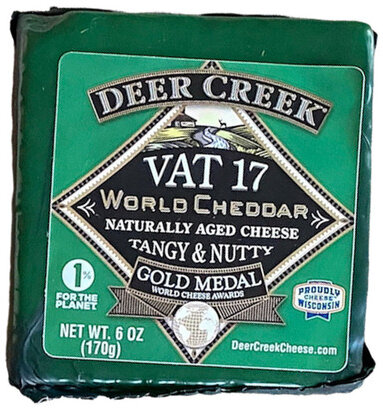 DEER CREEK
VAT 17
WORLD CHEDDAR
NATURALLY AGED CHEESE
TANGY & NUTTY
GOLD MEDAL
WORLD CHEESE AWARDS
1%
FOR THE
PLANET
PROUDLY
WISCONSIN
CHEESE
NET WT. 6 OZ
(170g)
DeerCreekCheese.com